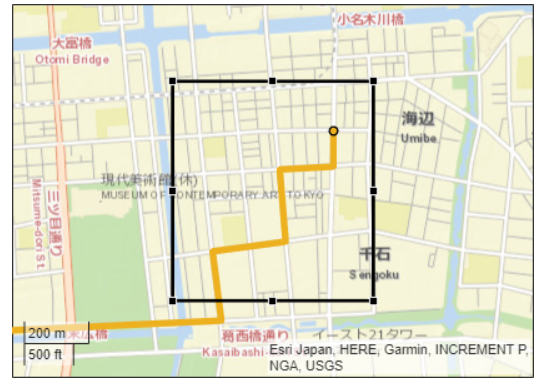 小名木川橋
大富橋
Otomi Bridge
海辺
Umibe
現代美術館(休)
MUSEUM OF CONTEMPORARY ART TOKYO
三ツ目通り
Mitsume-dori St.
千石
Sengoku
200 m
末広橋
葛西橋通り
イースト21タワー
500 ft
Kasaibashi-
Esri Japan, HERE, Garmin, INCREMENT P,
NGA, USGS